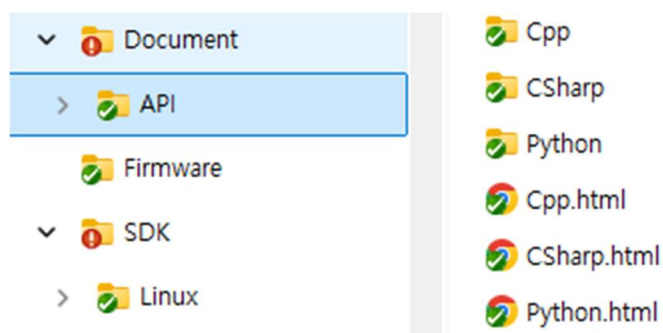 Document
API
Firmware
SDK
Linux
Cpp
CSharp
Python
Cpp.html
CSharp.html
Python.html